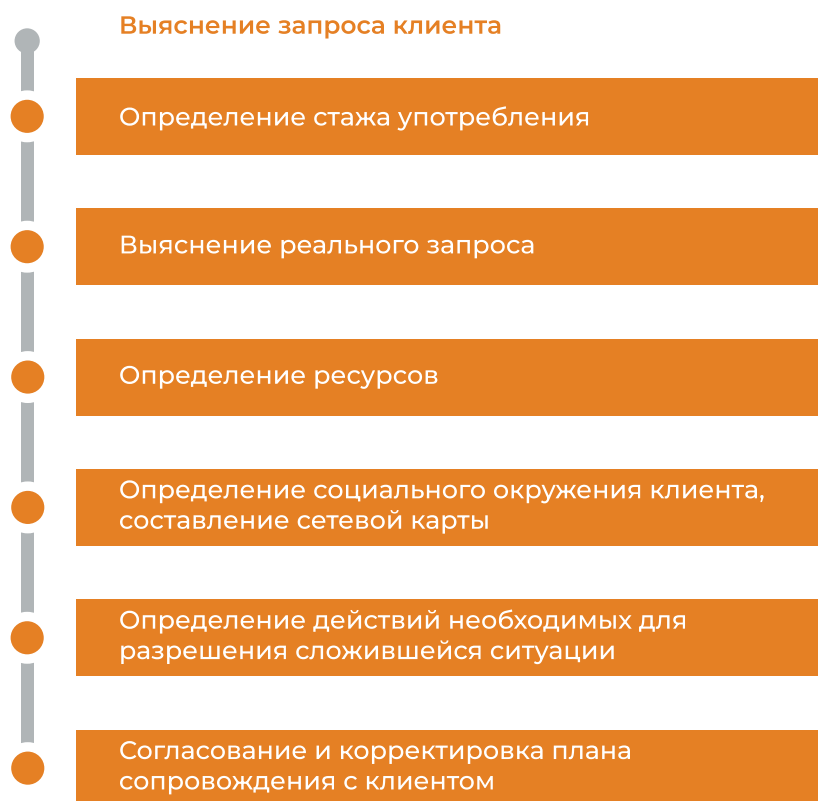 Выяснение запроса клиента
Определение стажа употребления
Выяснение реального запроса
Определение ресурсов
Определение социального окружения клиента,
составление сетевой карты
Определение действий необходимых для
разрешения сложившейся ситуации
Согласование и корректировка плана
сопровождения с клиентом